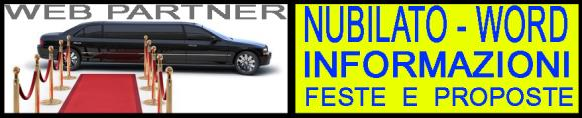 WEB PARTNER
NUBILATO - WORD
INFORMAZIONI
FESTE E PROPOSTE